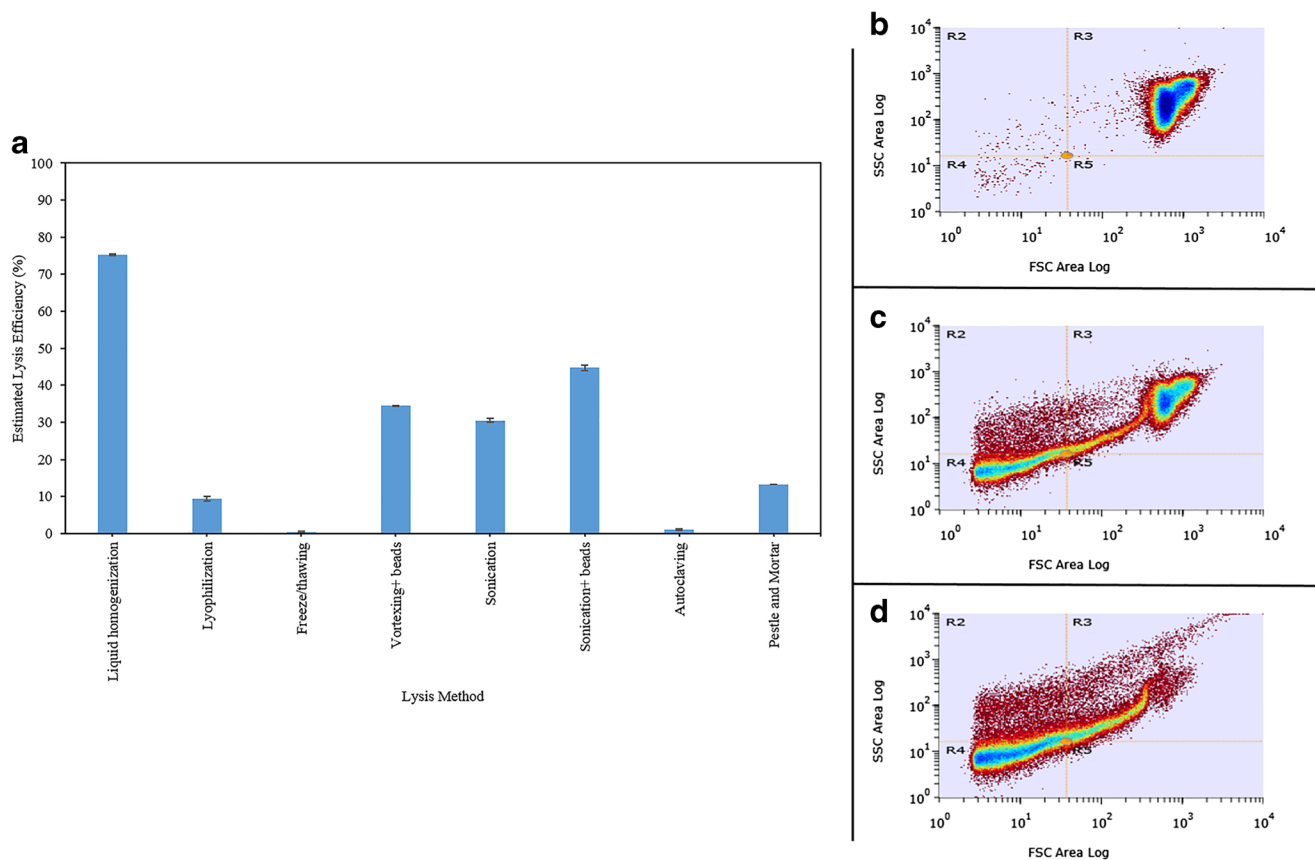 a
Estimated Lysis Efficiency (%)
100
90
80
70
60
50
40
30
20
10
0
Liquid homogenization
Lyophilization
Freeze/thawing
Vortexing+ beads
Sonication
Sonication+ beads
Autoclaving
Pestle and Mortar
Lysis Method
b
SSC Area Log
10^4
10^3
10^2
10^1
10^0
R2
R3
R4
R5
10^0 10^1 10^2 10^3 10^4
FSC Area Log
c
SSC Area Log
10^4
10^3
10^2
10^1
10^0
R2
R3
R4
R5
10^0 10^1 10^2 10^3 10^4
FSC Area Log
d
SSC Area Log
10^4
10^3
10^2
10^1
10^0
R2
R3
R4
R5
10^0 10^1 10^2 10^3 10^4
FSC Area Log